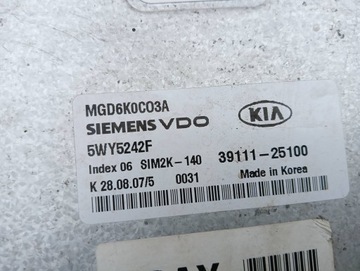 MGD6K0C03A
SIEMENS VDO
KIA
5WY5242F
Index 06 SIM2K-140 39111-25100
K 28.08.07/5 0031 Made in Korea